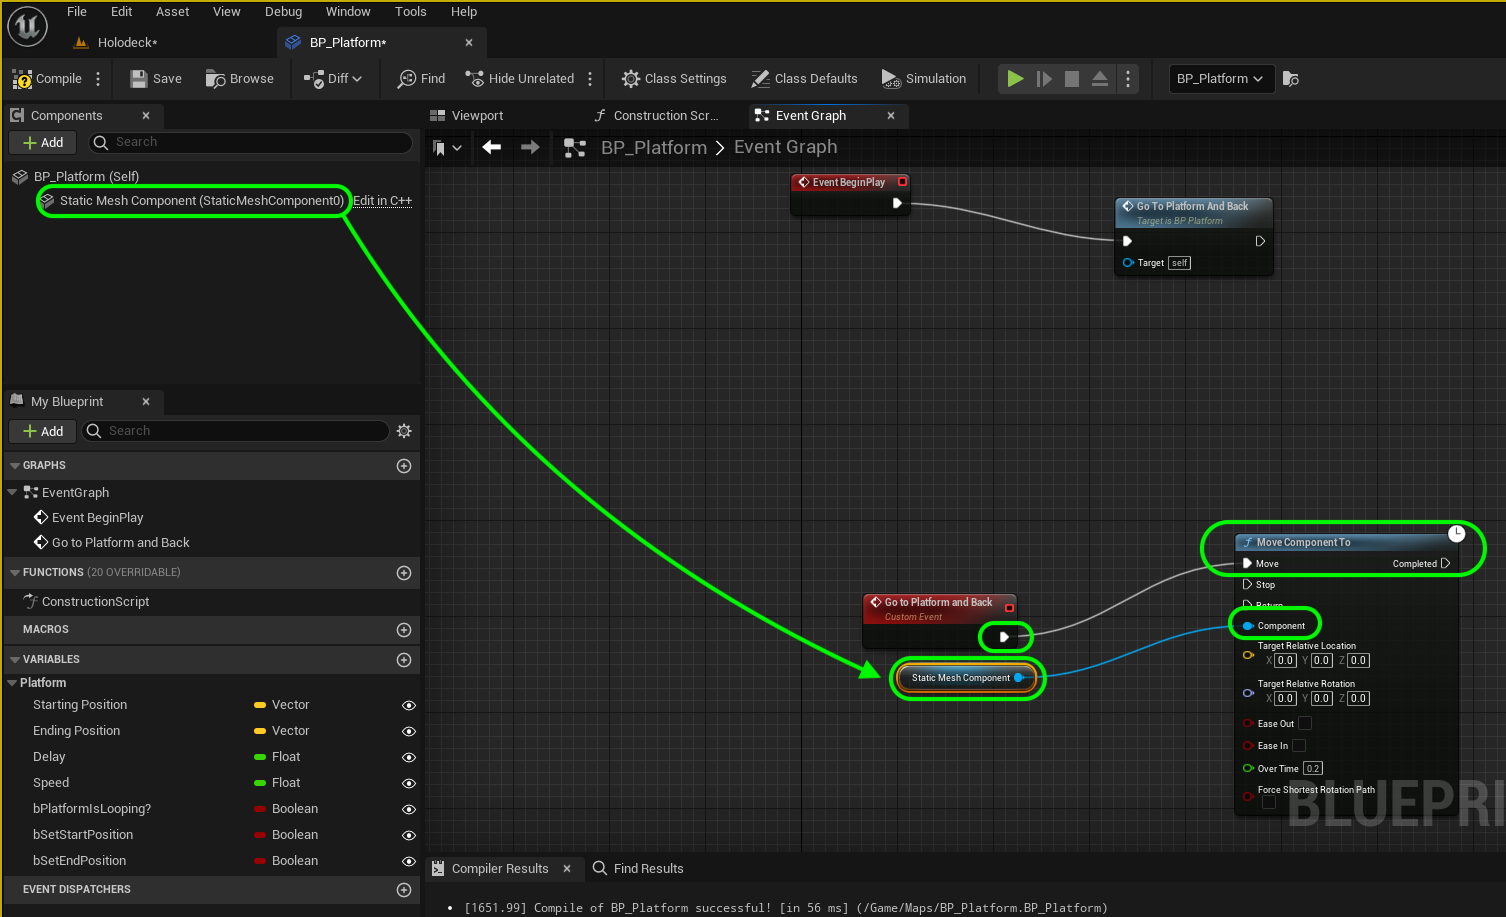 File Edit Asset View Debug Window Tools Help
Holodeck*
BP_Platform*
Compile
Save
Browse
Diff
Find
Hide Unrelated
Class Settings
Class Defaults
Simulation
BP_Platform
Components
Add
Search
BP_Platform (Self)
Static Mesh Component (StaticMeshComponent0)
Edit in C++
My Blueprint
Add
Search
GRAPHS
EventGraph
Event BeginPlay
Go to Platform and Back
FUNCTIONS (20 OVERRIDABLE)
ConstructionScript
MACROS
VARIABLES
Platform
Starting Position Vector
Ending Position Vector
Delay Float
Speed Float
bPlatformIsLooping? Boolean
bSetStartPosition Boolean
bSetEndPosition Boolean
EVENT DISPATCHERS
Viewport
Construction Scr...
Event Graph
BP_Platform > Event Graph
Event BeginPlay
Go To Platform And Back
Target is BP Platform
Target self
Go to Platform and Back
Custom Event
Static Mesh Component
Move Component To
Move Completed
Stop
Return
Component
Target Relative Location
X 0.0 Y 0.0 Z 0.0
Target Relative Rotation
X 0.0 Y 0.0 Z 0.0
Ease Out
Ease In
Over Time 0.2
Force Shortest Rotation Path
BLUEPRI
Compiler Results
Find Results
• [1651.99] Compile of BP_Platform successful! [in 56 ms] (/Game/Maps/BP_Platform.BP_Platform)